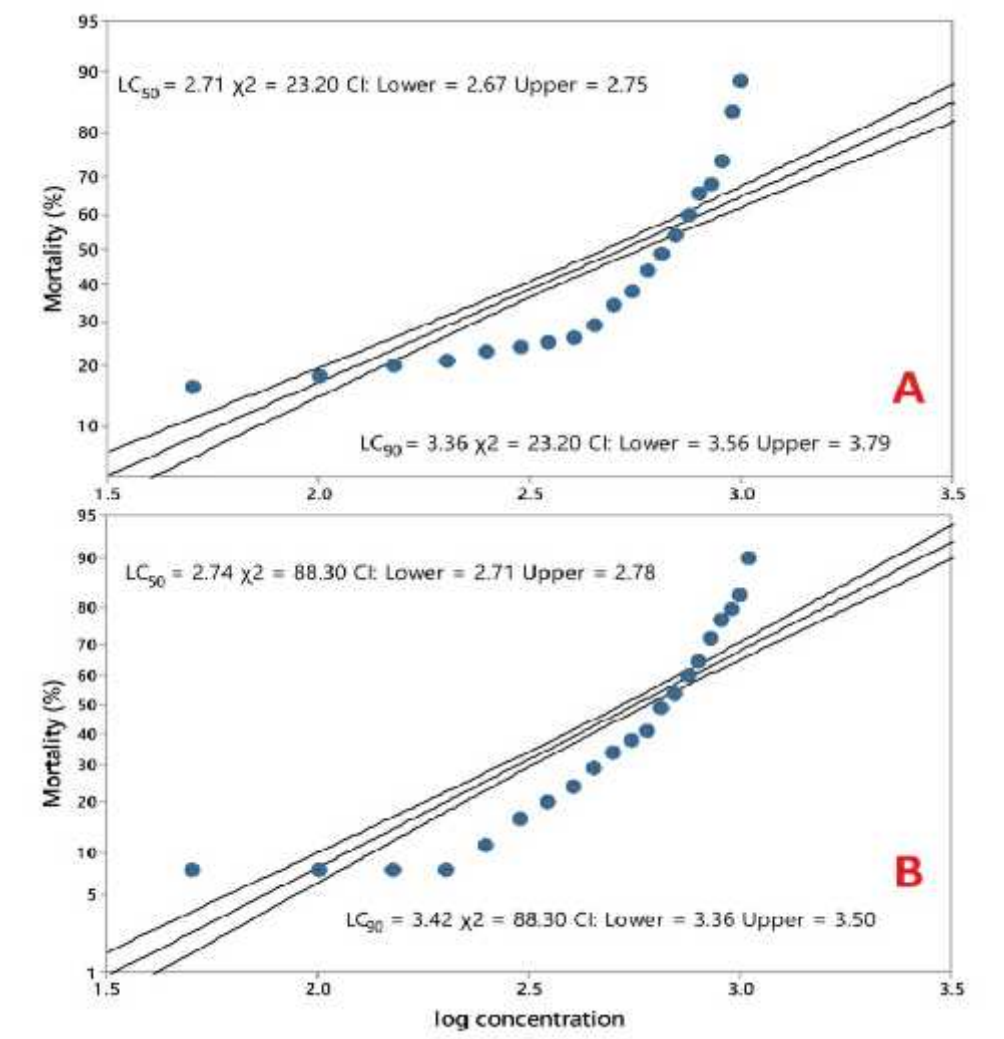 95
90
80
70
60
50
40
30
20
10
Mortality (%)
LC50 = 2.71 χ2 = 23.20 CI: Lower = 2.67 Upper = 2.75
A
LC90 = 3.36 χ2 = 23.20 CI: Lower = 3.56 Upper = 3.79
1.5 2.0 2.5 3.0 3.5
95
90
80
70
60
50
40
30
20
10
5
1
Mortality (%)
LC50 = 2.74 χ2 = 88.30 CI: Lower = 2.71 Upper = 2.78
B
LC90 = 3.42 χ2 = 88.30 CI: Lower = 3.36 Upper = 3.50
1.5 2.0 2.5 3.0 3.5
log concentration